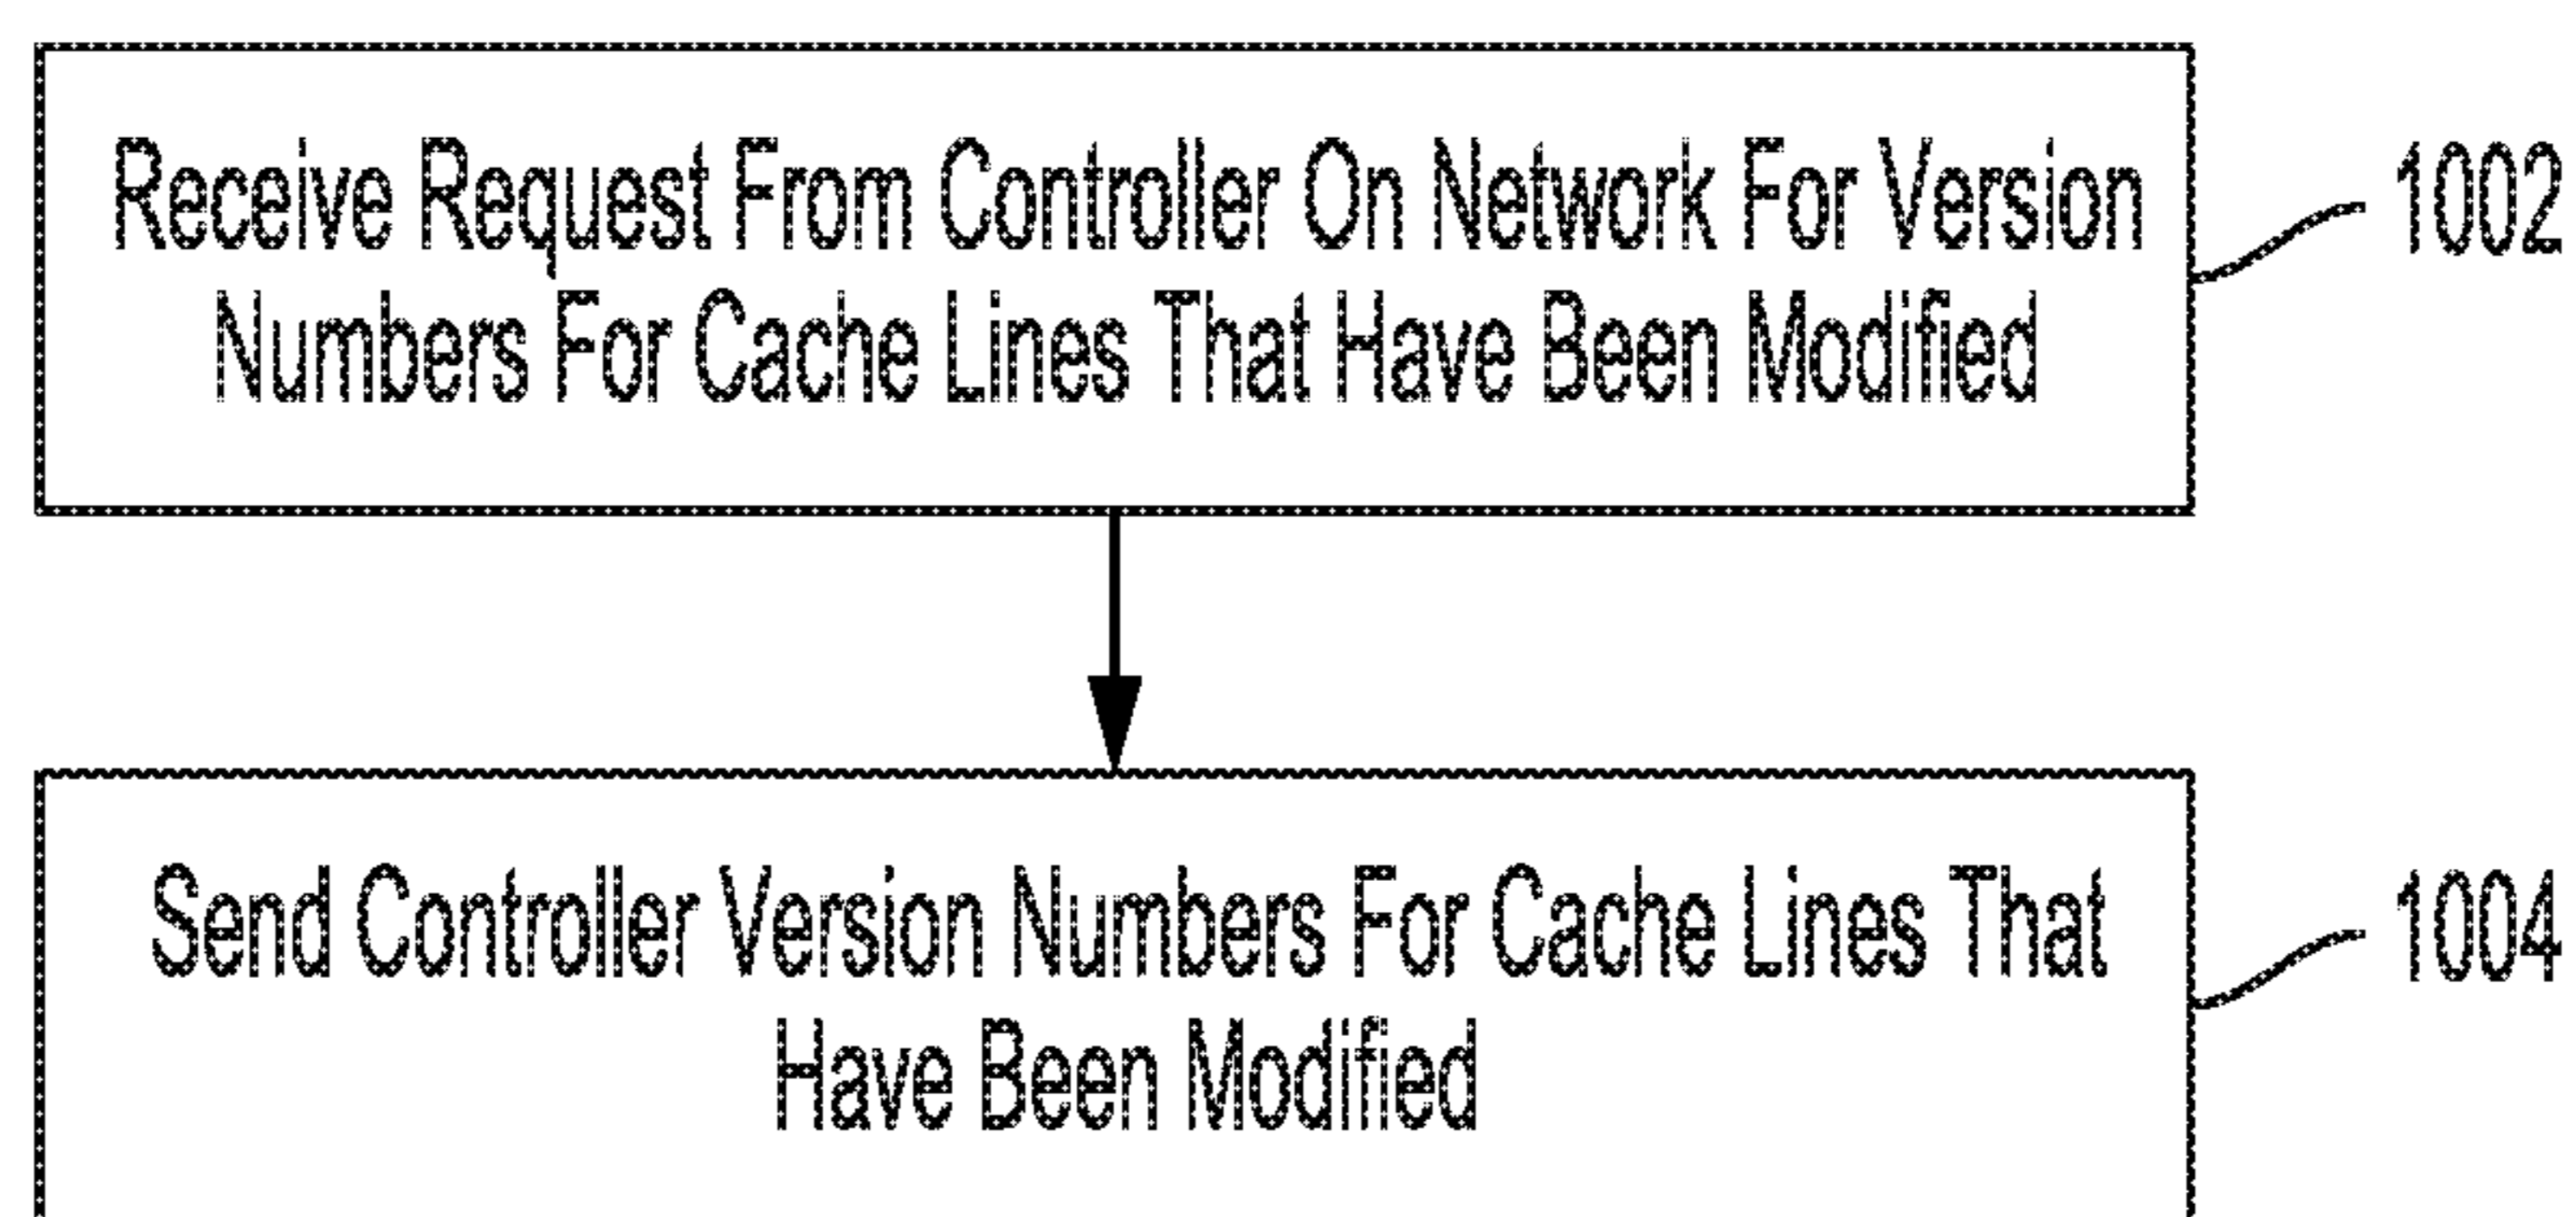 Receive Request From Controller On Network For Version
Numbers For Cache Lines That Have Been Modified
1002
Send Controller Version Numbers For Cache Lines That
Have Been Modified
1004